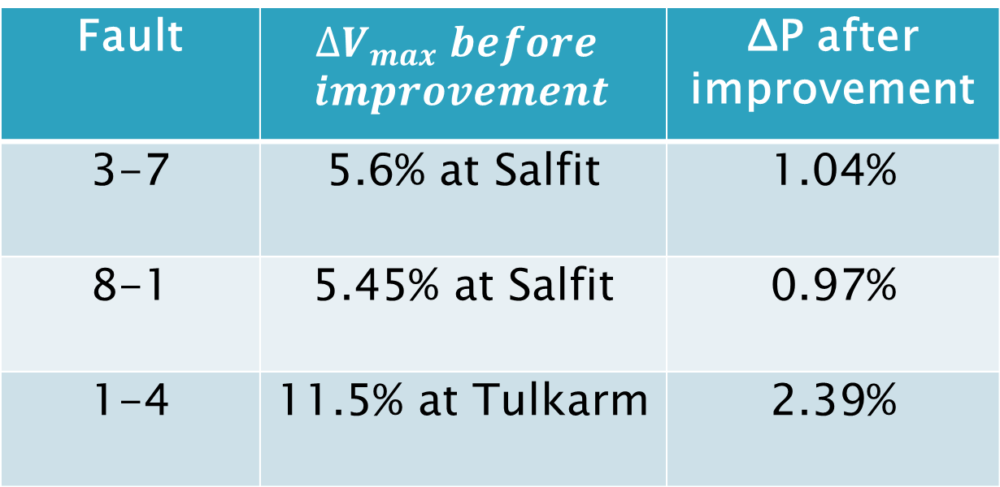 Fault
ΔVmax before
improvement
ΔP after
improvement
3-7
5.6% at Salfit
1.04%
8-1
5.45% at Salfit
0.97%
1-4
11.5% at Tulkarm
2.39%